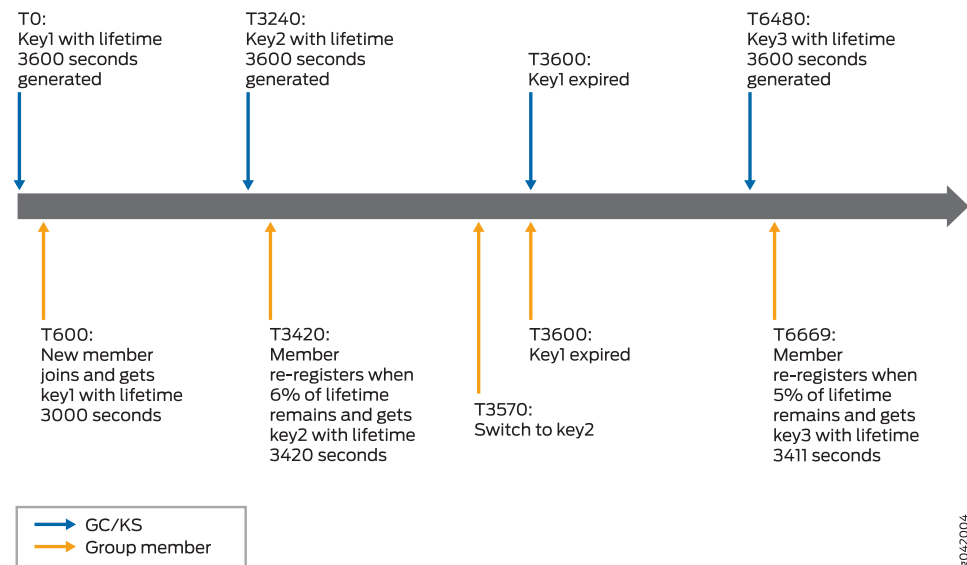 T0:
Key1 with lifetime
3600 seconds
generated
T3240:
Key2 with lifetime
3600 seconds
generated
T3600:
Key1 expired
T6480:
Key3 with lifetime
3600 seconds
generated
T600:
New member
joins and gets
key1 with lifetime
3000 seconds
T3420:
Member
re-registers when
6% of lifetime
remains and gets
key2 with lifetime
3420 seconds
T3570:
Switch to key2
T3600:
Key1 expired
T6669:
Member
re-registers when
5% of lifetime
remains and gets
key3 with lifetime
3411 seconds
GC/KS
Group member
g042004